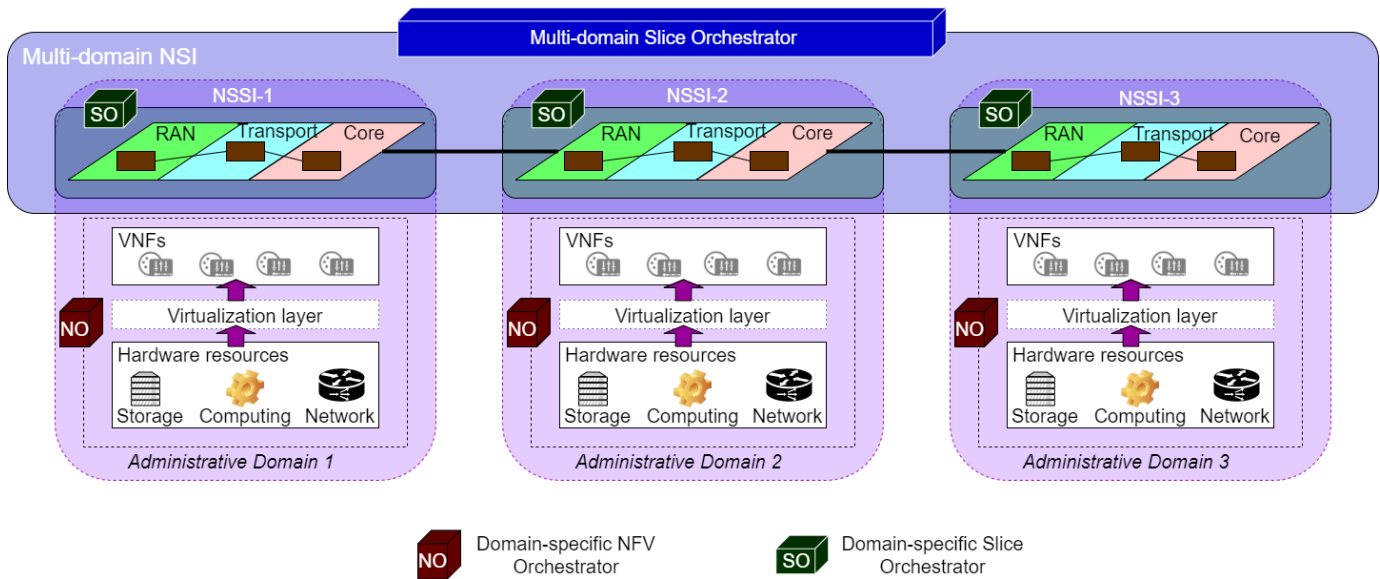 Multi-domain Slice Orchestrator
Multi-domain NSI
NSSI-1
SO
RAN
Transport
Core
NSSI-2
SO
RAN
Transport
Core
NSSI-3
SO
RAN
Transport
Core
VNFs
NO
Virtualization layer
Hardware resources
Storage
Computing
Network
Administrative Domain 1
VNFs
NO
Virtualization layer
Hardware resources
Storage
Computing
Network
Administrative Domain 2
VNFs
NO
Virtualization layer
Hardware resources
Storage
Computing
Network
Administrative Domain 3
NO
Domain-specific NFV
Orchestrator
SO
Domain-specific Slice
Orchestrator